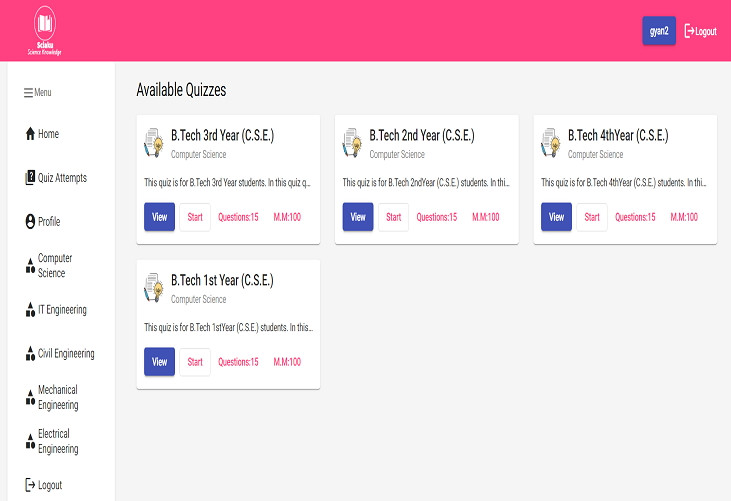 Sciaku
Science Knowledge
gyan2
Logout
Menu
Home
Quiz Attempts
Profile
Computer
Science
IT Engineering
Civil Engineering
Mechanical
Engineering
Electrical
Engineering
Logout
Available Quizzes
B.Tech 3rd Year (C.S.E.)
Computer Science
This quiz is for B.Tech 3rd Year students. In this quiz q...
View Start Questions:15 M.M:100
B.Tech 2nd Year (C.S.E.)
Computer Science
This quiz is for B.Tech 2ndYear (C.S.E.) students. In thi...
View Start Questions:15 M.M:100
B.Tech 4thYear (C.S.E.)
Computer Science
This quiz is for B.Tech 4thYear (C.S.E.) students. In thi...
View Start Questions:15 M.M:100
B.Tech 1st Year (C.S.E.)
Computer Science
This quiz is for B.Tech 1stYear (C.S.E.) students. In this...
View Start Questions:15 M.M:100